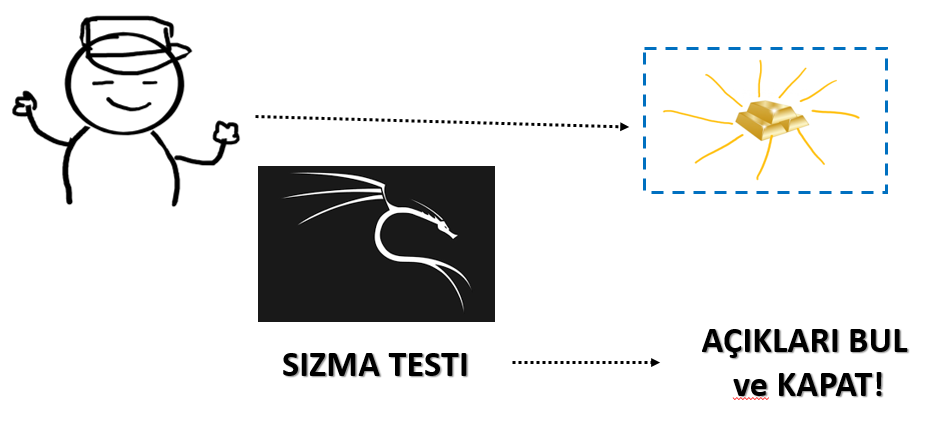 SIZMA TESTI
AÇIKLARI BUL
ve KAPAT!